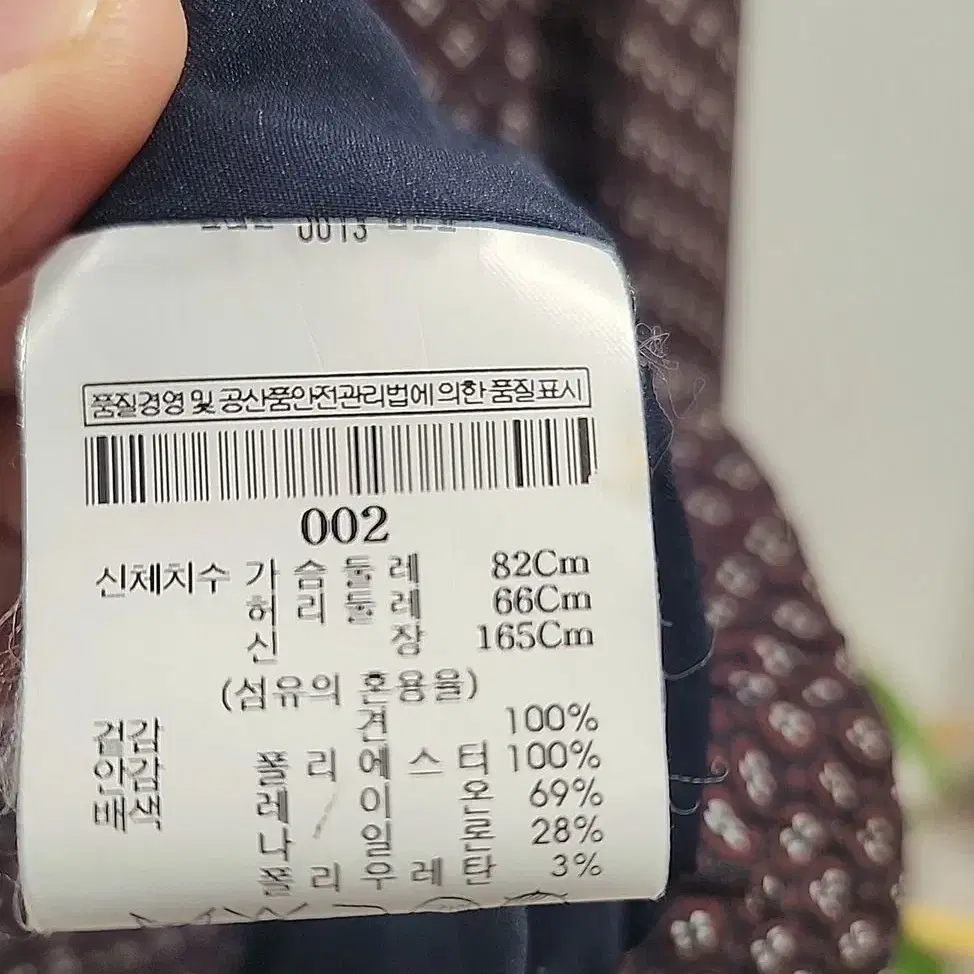 0013
품질경영 및 공산품안전관리법에 의한 품질표시
002
신체치수 가슴둘레 82Cm
허리둘레 66Cm
신장 165Cm
(섬유의 혼용율)
겉감 견 100%
안감 폴리에스터 100%
배색 레이온 69%
나일론 28%
폴리우레탄 3%